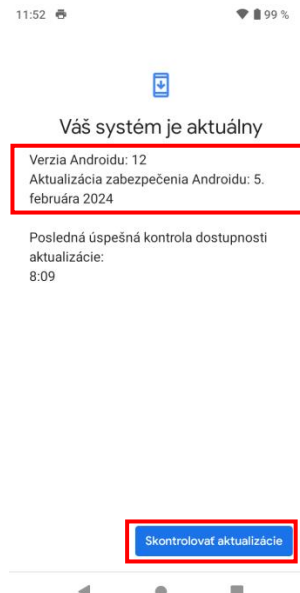 11:52 99 %
Váš systém je aktuálny
Verzia Androidu: 12
Aktualizácia zabezpečenia Androidu: 5.
februára 2024
Posledná úspešná kontrola dostupnosti
aktualizácie:
8:09
Skontrolovať aktualizácie